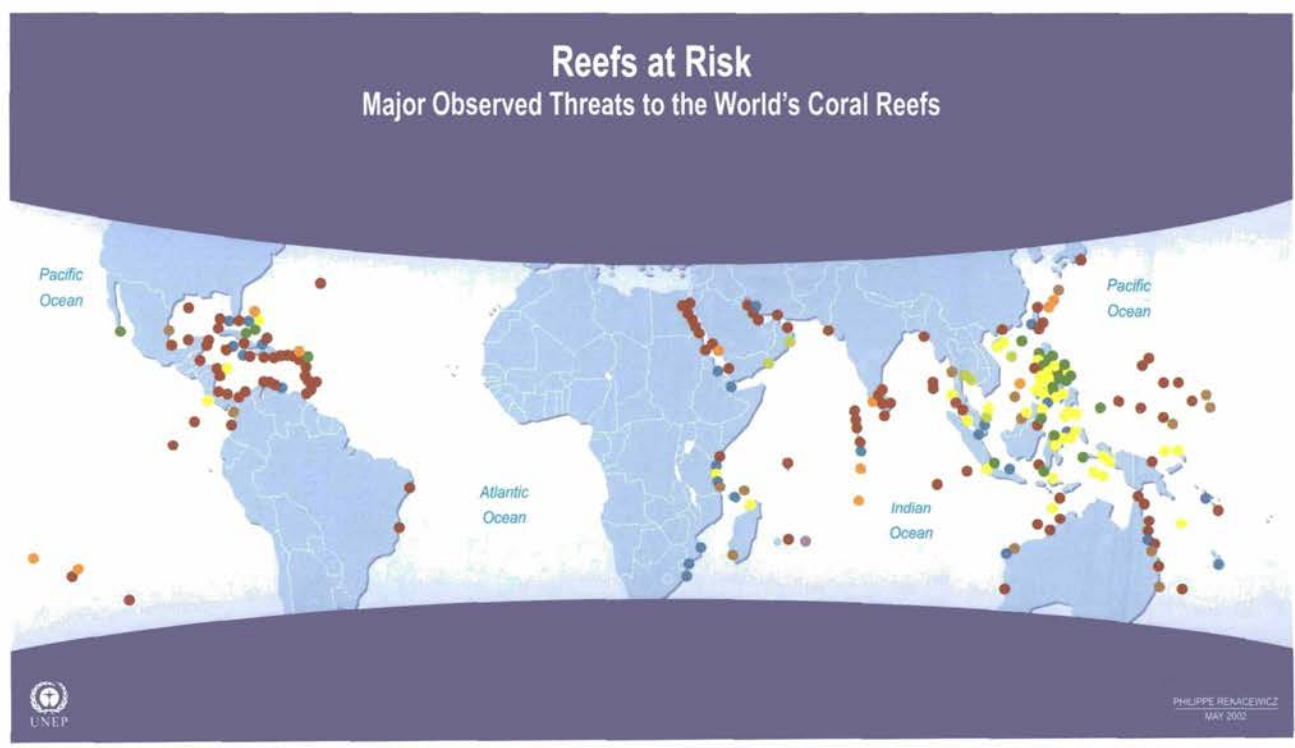 Reefs at Risk
Major Observed Threats to the World's Coral Reefs
Pacific
Ocean
Pacific
Ocean
Atlantic
Ocean
Indian
Ocean
UNEP
PHILIPPE REKACEWICZ
MAY 2002